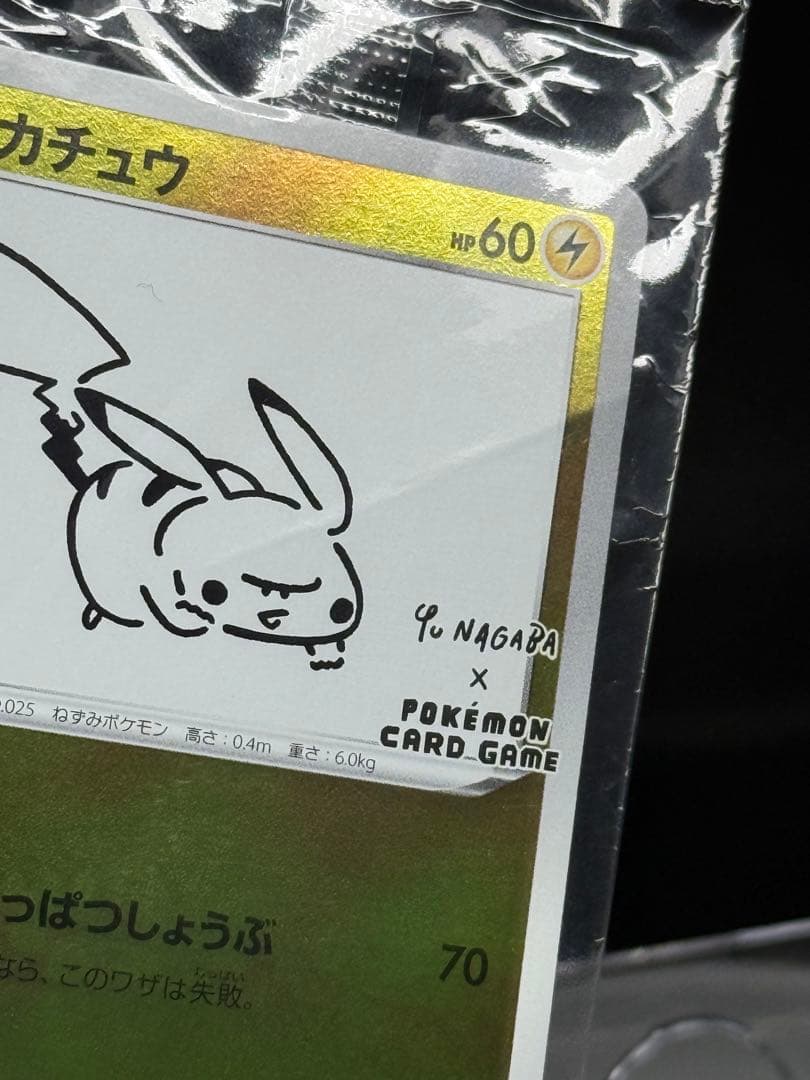 カチュウ
HP60
Yu NAGABA
×
POKÉMON
CARD GAME
.025 ねずみポケモン 高さ：0.4m 重さ：6.0kg
っぱつしょうぶ 70
なら、このワザは失敗。